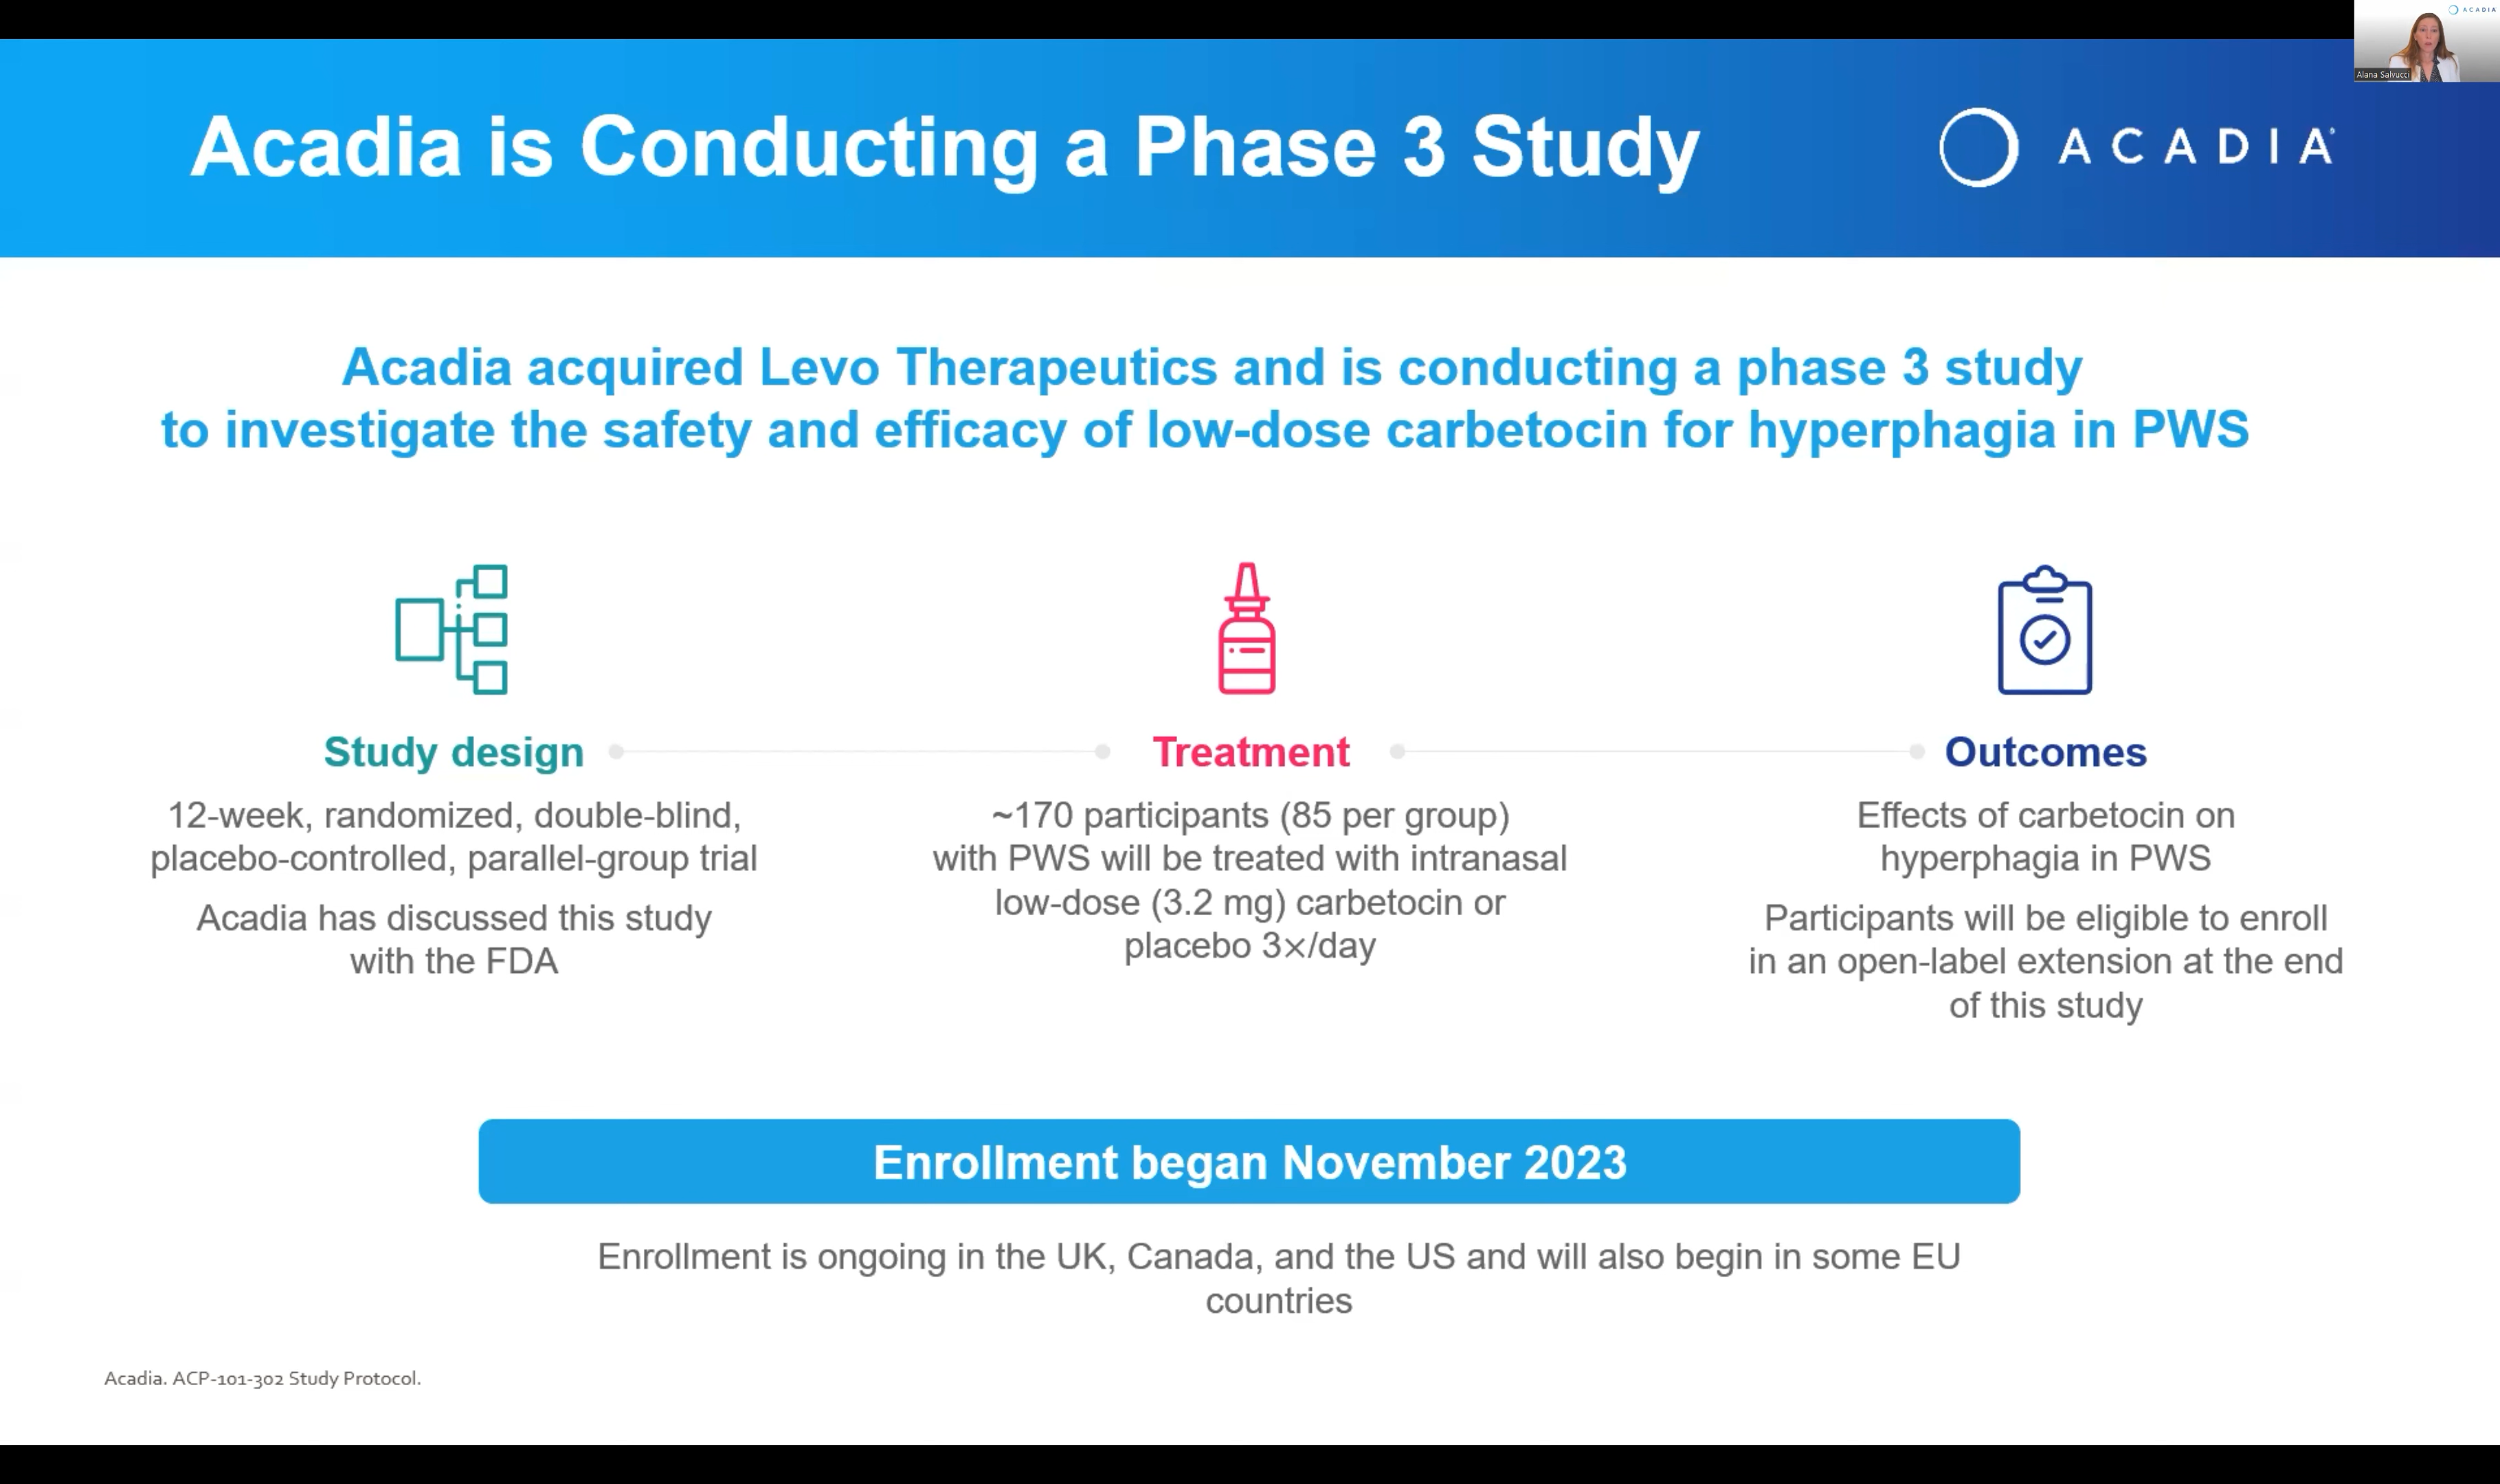 ACADIA
Alana Salvucci
Acadia is Conducting a Phase 3 Study
ACADIA®
Acadia acquired Levo Therapeutics and is conducting a phase 3 study
to investigate the safety and efficacy of low-dose carbetocin for hyperphagia in PWS
Study design
12-week, randomized, double-blind,
placebo-controlled, parallel-group trial
Acadia has discussed this study
with the FDA
Treatment
~170 participants (85 per group)
with PWS will be treated with intranasal
low-dose (3.2 mg) carbetocin or
placebo 3×/day
Outcomes
Effects of carbetocin on
hyperphagia in PWS
Participants will be eligible to enroll
in an open-label extension at the end
of this study
Enrollment began November 2023
Enrollment is ongoing in the UK, Canada, and the US and will also begin in some EU
countries
Acadia. ACP-101-302 Study Protocol.